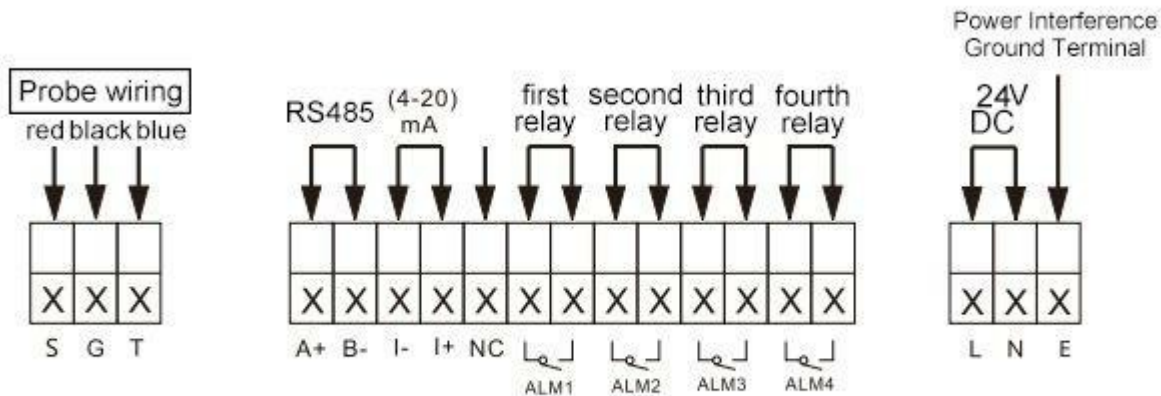 Power Interference
Ground Terminal
Probe wiring
red black blue
RS485
(4-20)
mA
first
relay
second
relay
third
relay
fourth
relay
24V
DC
X X X
X X X X X X X X X X X X X
X X X
S G T
A+ B- I- I+ NC
ALM1 ALM2 ALM3 ALM4
L N E